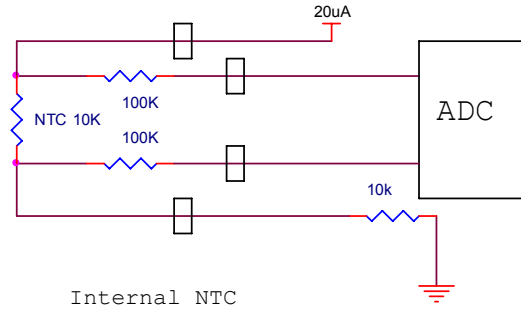 20uA
100K
ADC
NTC 10K
100K
10k
Internal NTC